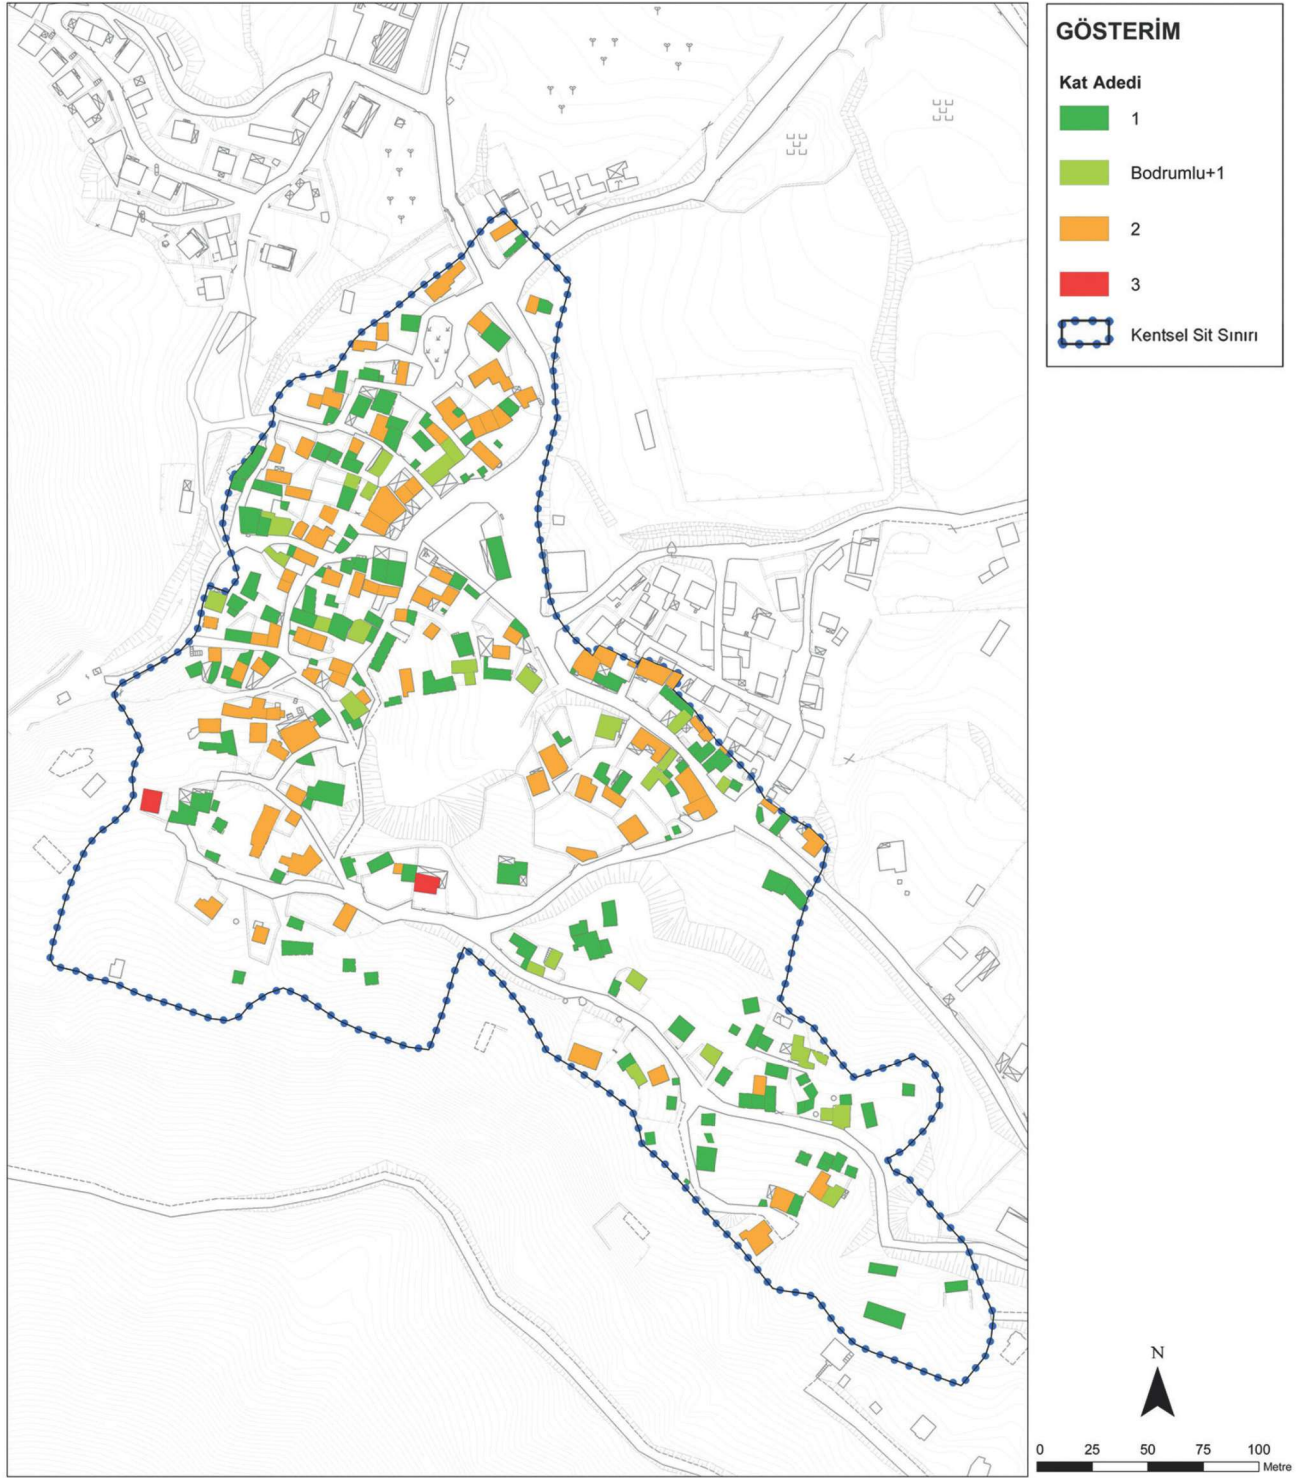 GÖSTERİM
Kat Adedi
1
Bodrumlu+1
2
3
Kentsel Sit Sınırı
N
0 25 50 75 100
Metre